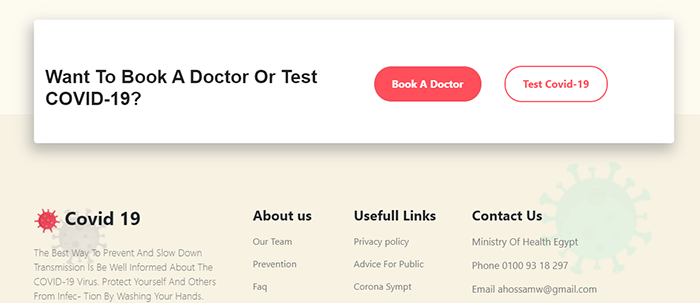 Want To Book A Doctor Or Test
COVID-19?
Book A Doctor
Test Covid-19
Covid 19
The Best Way To Prevent And Slow Down
Transmission Is Be Well Informed About The
COVID-19 Virus. Protect Yourself And Others
From Infec- Tion By Washing Your Hands.
About us
Our Team
Prevention
Faq
Usefull Links
Privacy policy
Advice For Public
Corona Sympt
Contact Us
Ministry Of Health Egypt
Phone 0100 93 18 297
Email ahossamw@gmail.com